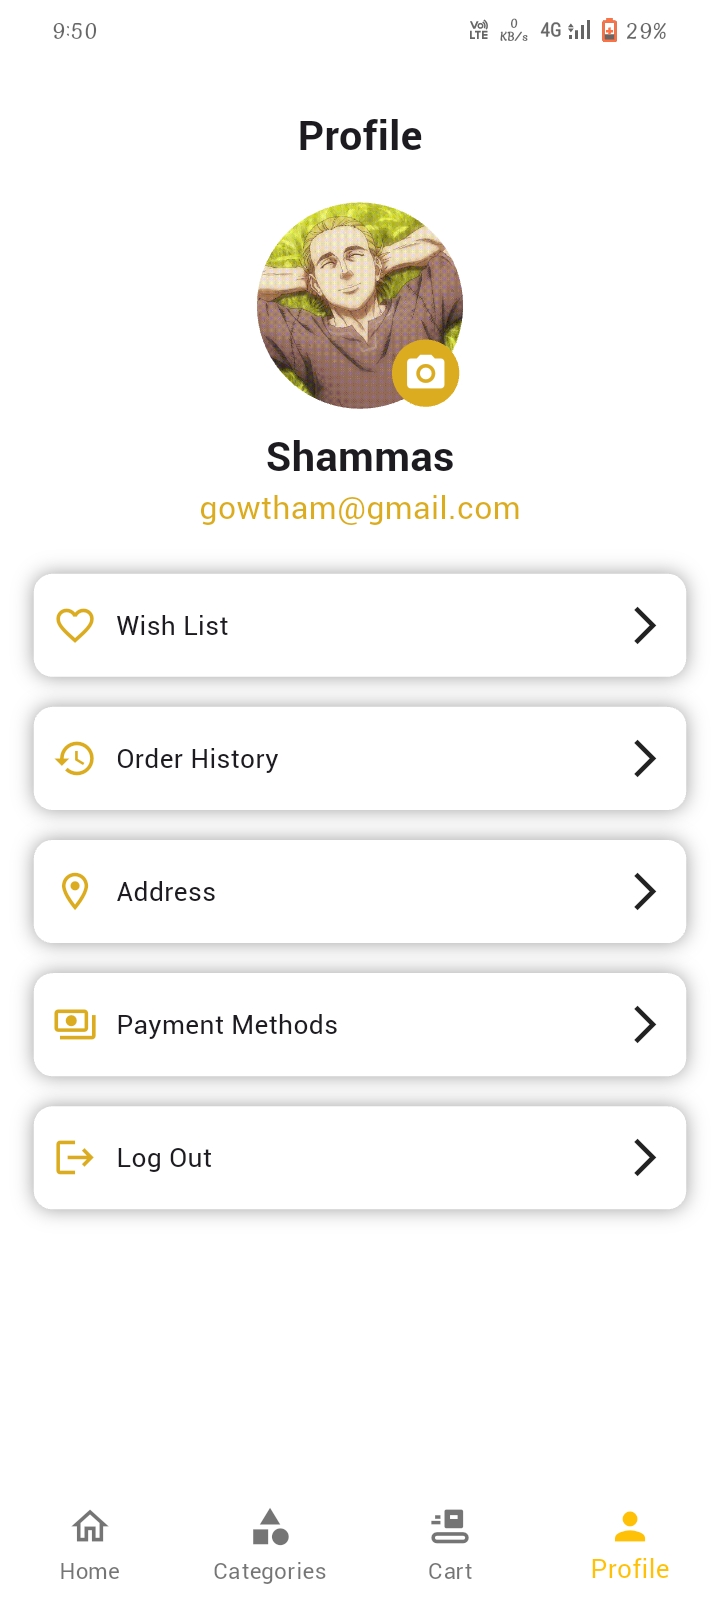 9:50
Vo) LTE 0 KB/s 4G 29%
Profile
Shammas
gowtham@gmail.com
Wish List
Order History
Address
Payment Methods
Log Out
Home Categories Cart Profile